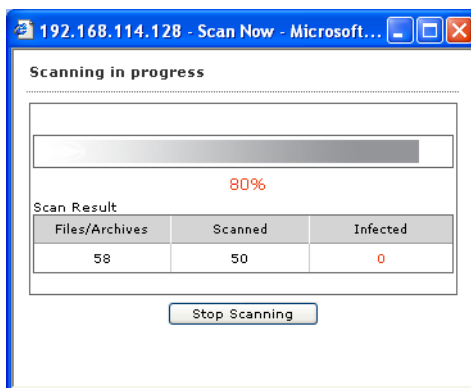 192.168.114.128 - Scan Now - Microsoft...
Scanning in progress
80%
Scan Result
Files/Archives Scanned Infected
58 50 0
Stop Scanning